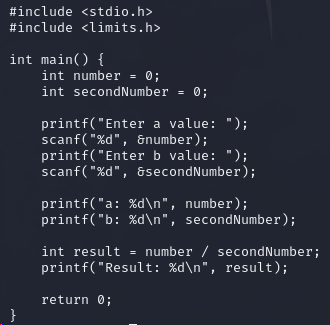 #include <stdio.h>
#include <limits.h>

int main() {
    int number = 0;
    int secondNumber = 0;

    printf("Enter a value: ");
    scanf("%d", &number);
    printf("Enter b value: ");
    scanf("%d", &secondNumber);

    printf("a: %d\n", number);
    printf("b: %d\n", secondNumber);

    int result = number / secondNumber;
    printf("Result: %d\n", result);

    return 0;
}